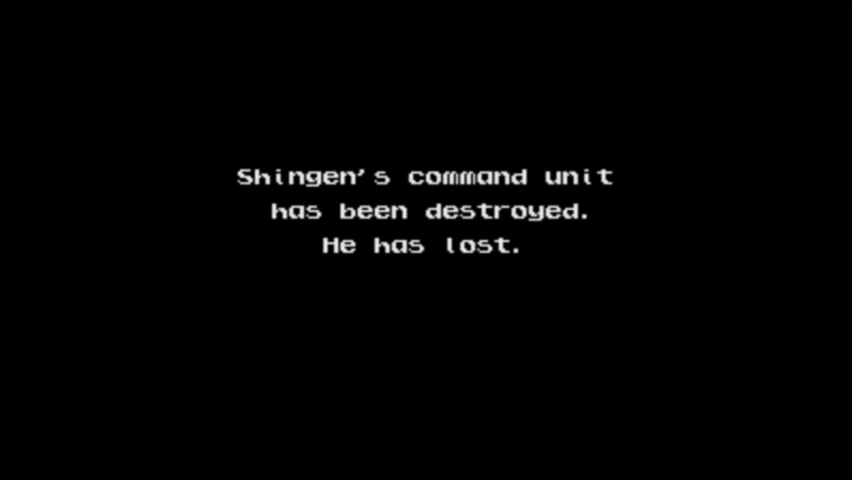 Shingen's command unit
has been destroyed.
He has lost.